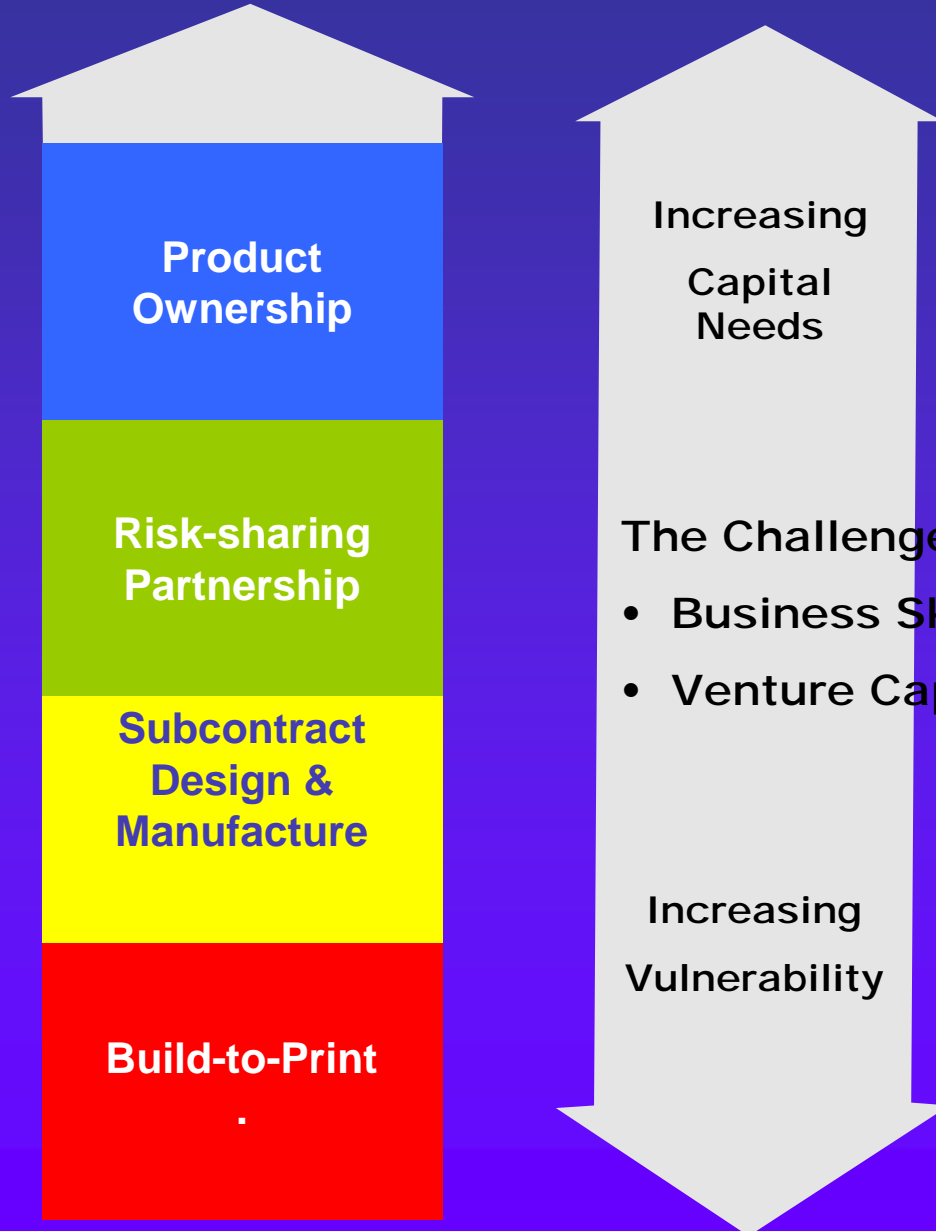 Product
Ownership
Risk-sharing
Partnership
Subcontract
Design &
Manufacture
Build-to-Print
.
Increasing
Capital
Needs
The
• Business
• Venture
Increasing
Vulnerability